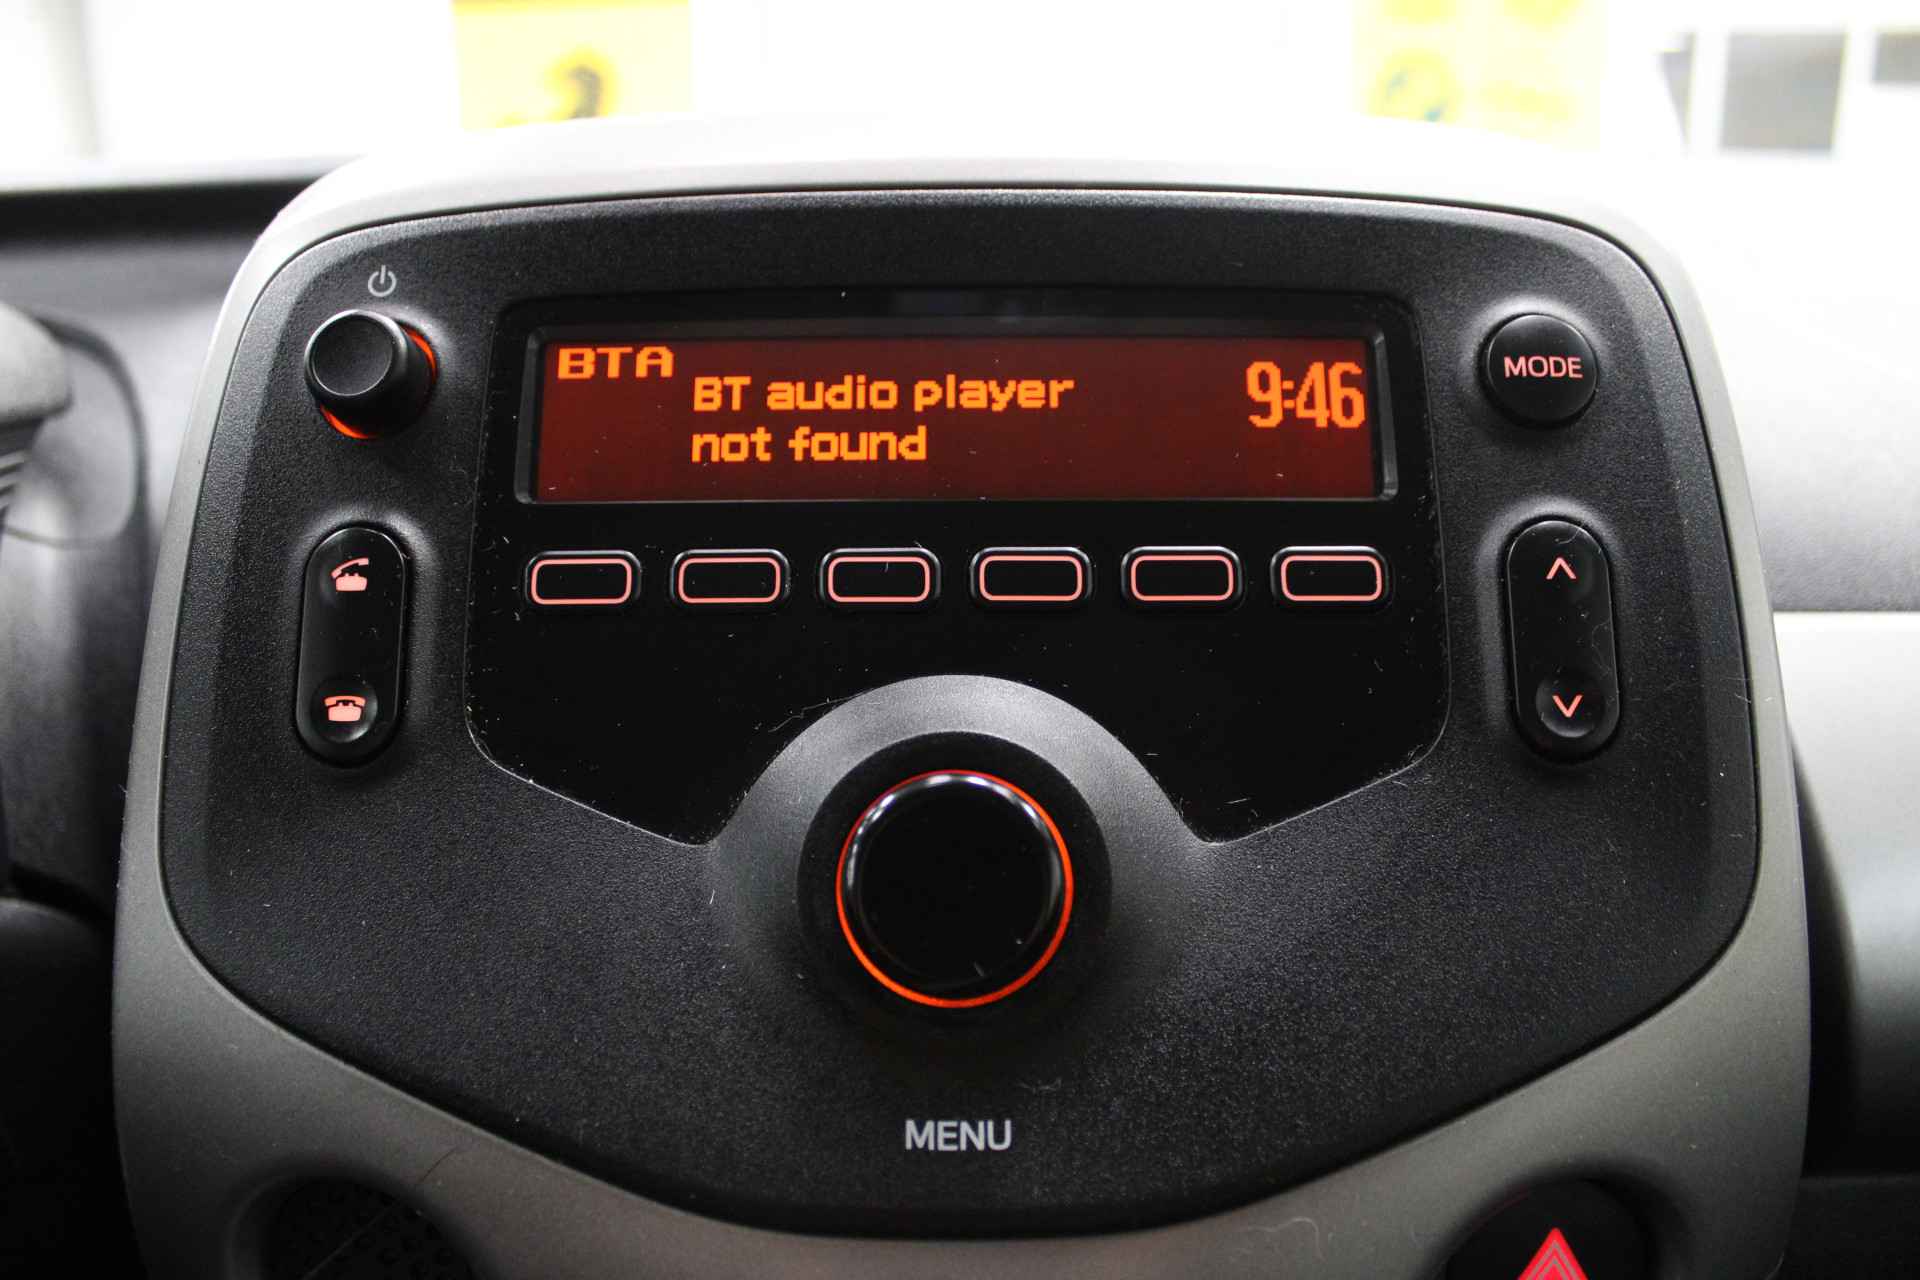 BTA
BT audio player
not found
9:46
MODE
MENU